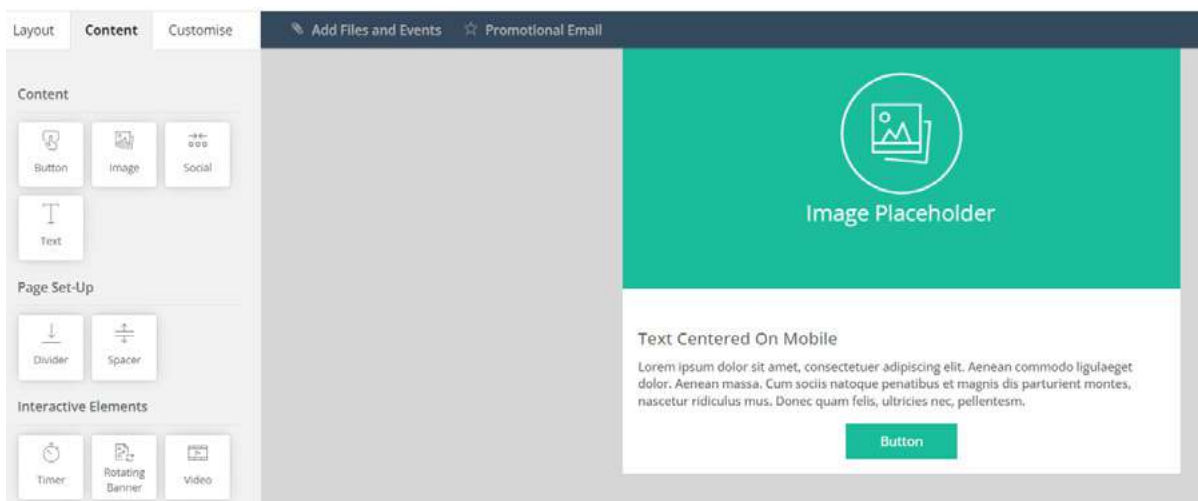 Layout Content Customise
Add Files and Events Promotional Email
Content
Button Image Social
Text
Page Set-Up
Divider Spacer
Interactive Elements
Timer Rotating Banner Video
Image Placeholder
Text Centered On Mobile
Lorem ipsum dolor sit amet, consectetuer adipiscing elit. Aenean commodo ligulaeget
dolor. Aenean massa. Cum sociis natoque penatibus et magnis dis parturient montes,
nascetur ridiculus mus. Donec quam felis, ultricies nec, pellentesm.
Button